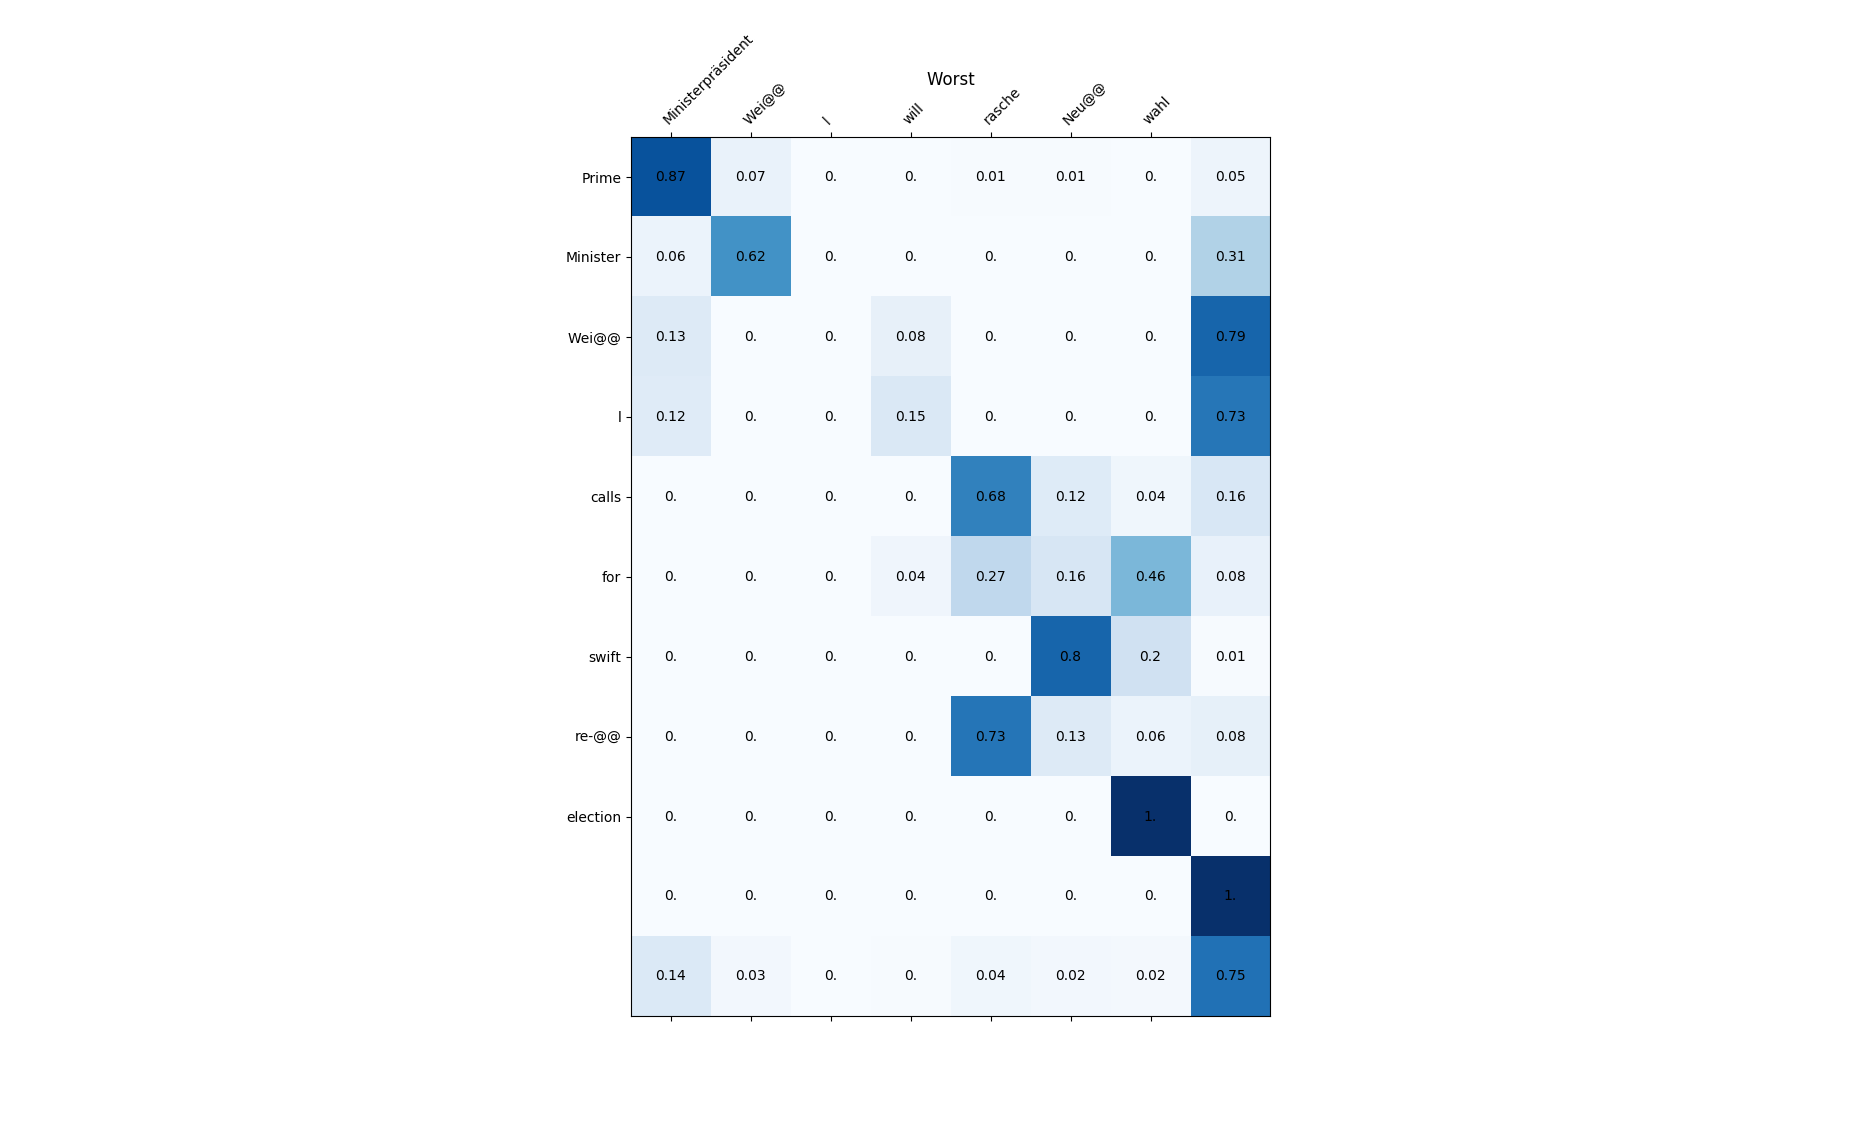 Worst
Ministerpräsident Wei@@ l will rasche Neu@@ wahl
Prime 0.87 0.07 0. 0. 0.01 0.01 0. 0.05
Minister 0.06 0.62 0. 0. 0. 0. 0. 0.31
Wei@@ 0.13 0. 0. 0.08 0. 0. 0. 0.79
l 0.12 0. 0. 0.15 0. 0. 0. 0.73
calls 0. 0. 0. 0. 0.68 0.12 0.04 0.16
for 0. 0. 0. 0.04 0.27 0.16 0.46 0.08
swift 0. 0. 0. 0. 0. 0.8 0.2 0.01
re-@@ 0. 0. 0. 0. 0.73 0.13 0.06 0.08
election 0. 0. 0. 0. 0. 0. 1. 0.
0. 0. 0. 0. 0. 0. 0. 1.
0.14 0.03 0. 0. 0.04 0.02 0.02 0.75